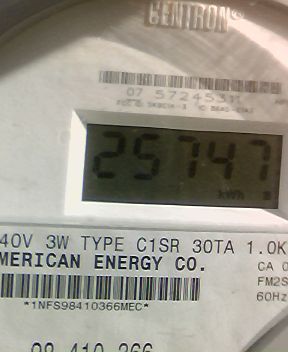 CENTRON
07 57245311
25747
kWh
40V 3W TYPE C1SR 30TA 1.0K
MERICAN ENERGY CO.
CA 0
FM2S
60Hz
*1NFS98410366MEC*
98 410 366